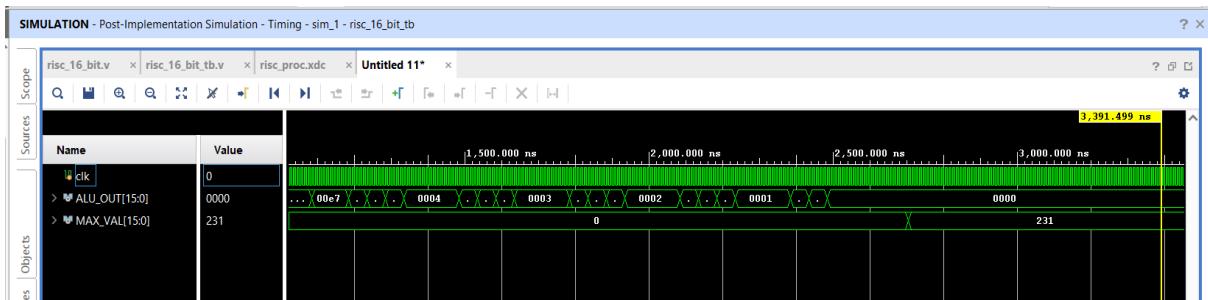 SIMULATION - Post-Implementation Simulation - Timing - sim_1 - risc_16_bit_tb ? ×
risc_16_bit.v × risc_16_bit_tb.v × risc_proc.xdc × Untitled 11* × ?
Scope
Sources
Objects
3,391.499 ns
Name Value 1,500.000 ns 2,000.000 ns 2,500.000 ns 3,000.000 ns
clk 0
> ALU_OUT[15:0] 0000 ... 00e7 . . . 0004 . . . 0003 . . . 0002 . . . 0001 . . 0000
> MAX_VAL[15:0] 231 0 231